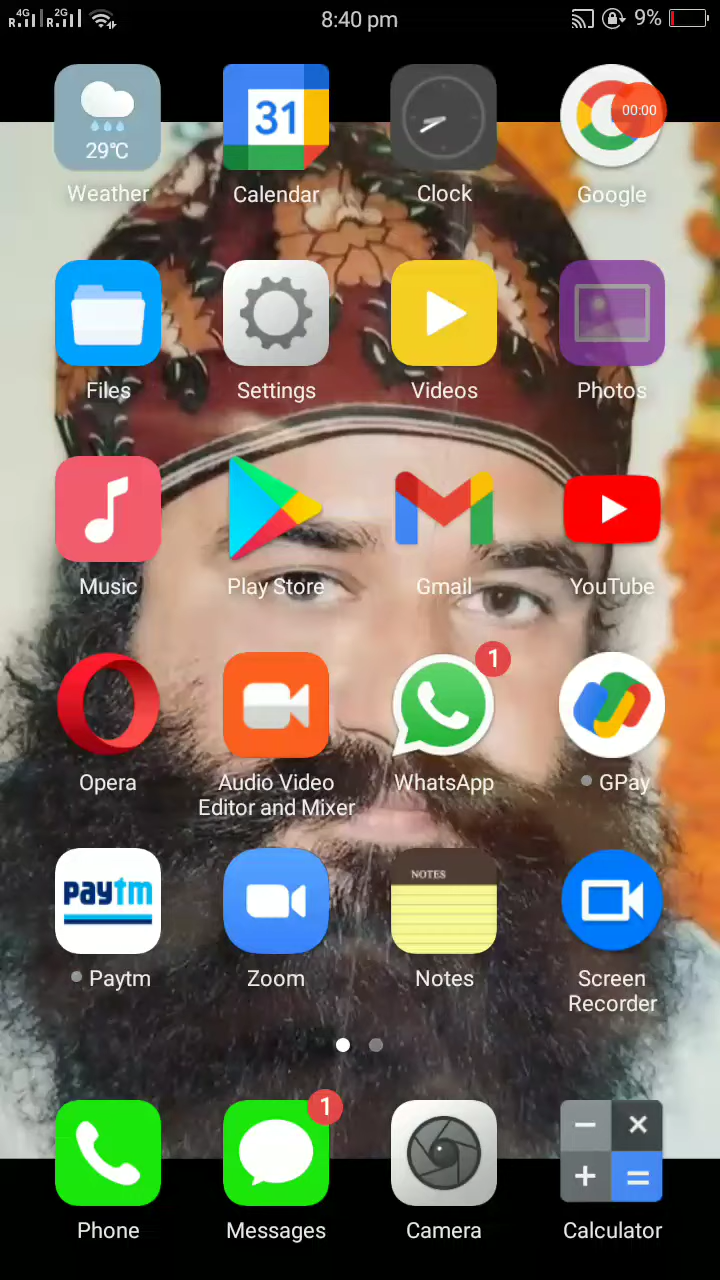 4G
R
2G
R
8:40 pm
9%
29°C
31
00:00
Weather
Calendar
Clock
Google
Files
Settings
Videos
Photos
Music
Play Store
Gmail
YouTube
1
Opera
Audio Video
Editor and Mixer
WhatsApp
GPay
paytm
NOTES
Paytm
Zoom
Notes
Screen
Recorder
1
Phone
Messages
Camera
Calculator